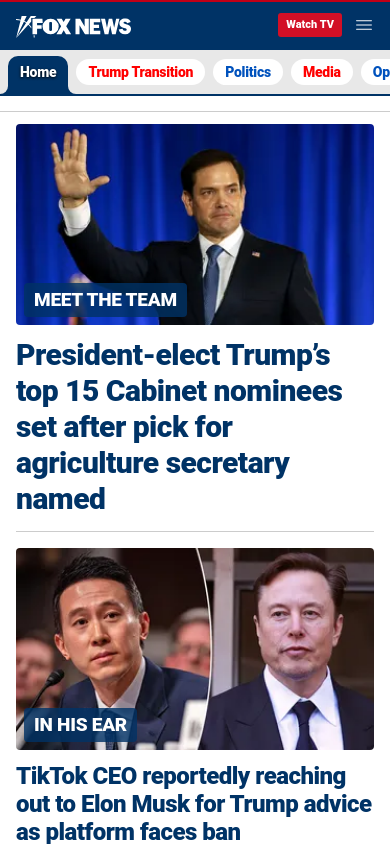 FOX NEWS
Watch TV
Home
Trump Transition
Politics
Media
Op
MEET THE TEAM
President-elect Trump’s
top 15 Cabinet nominees
set after pick for
agriculture secretary
named
IN HIS EAR
TikTok CEO reportedly reaching
out to Elon Musk for Trump advice
as platform faces ban